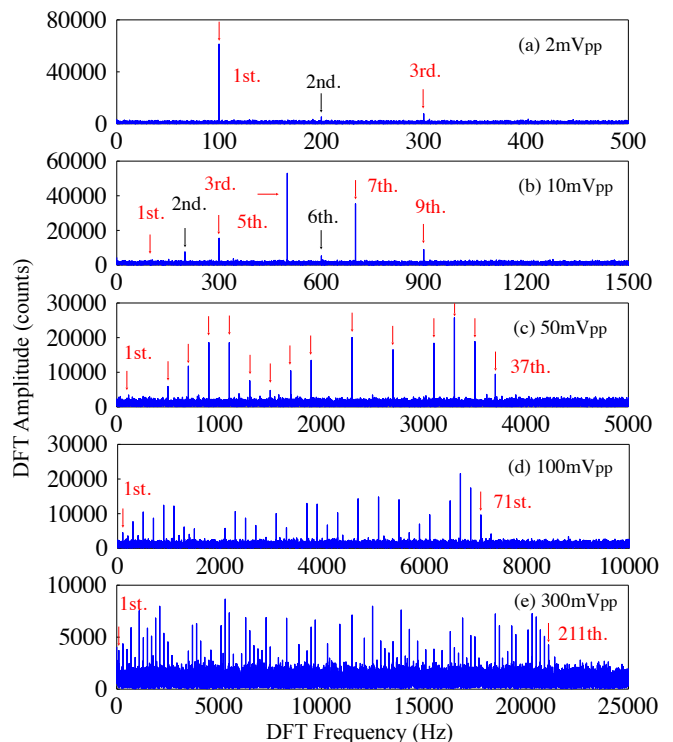 DFT Amplitude (counts)
80000
40000
0
(a) 2mVpp
1st.
2nd.
3rd.
0 100 200 300 400 500
60000
40000
20000
0
(b) 10mVpp
1st.
2nd.
3rd.
5th.
6th.
7th.
9th.
0 300 600 900 1200 1500
30000
20000
10000
0
(c) 50mVpp
1st.
37th.
0 1000 2000 3000 4000 5000
30000
20000
10000
0
(d) 100mVpp
1st.
71st.
0 2000 4000 6000 8000 10000
10000
5000
0
(e) 300mVpp
1st.
211th.
0 5000 10000 15000 20000 25000
DFT Frequency (Hz)